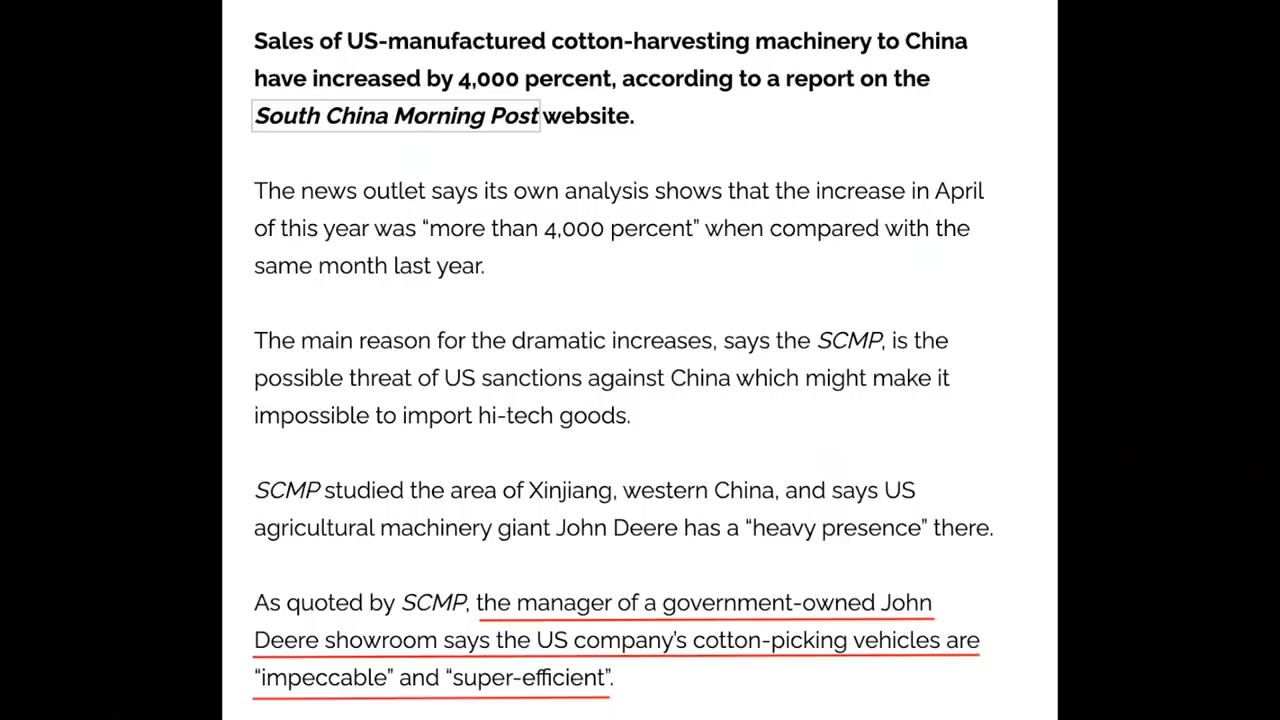 Sales of US-manufactured cotton-harvesting machinery to China
have increased by 4,000 percent, according to a report on the
South China Morning Post website.
The news outlet says its own analysis shows that the increase in April
of this year was “more than 4,000 percent” when compared with the
same month last year.
The main reason for the dramatic increases, says the SCMP, is the
possible threat of US sanctions against China which might make it
impossible to import hi-tech goods.
SCMP studied the area of Xinjiang, western China, and says US
agricultural machinery giant John Deere has a “heavy presence” there.
As quoted by SCMP, the manager of a government-owned John
Deere showroom says the US company’s cotton-picking vehicles are
“impeccable” and “super-efficient”.